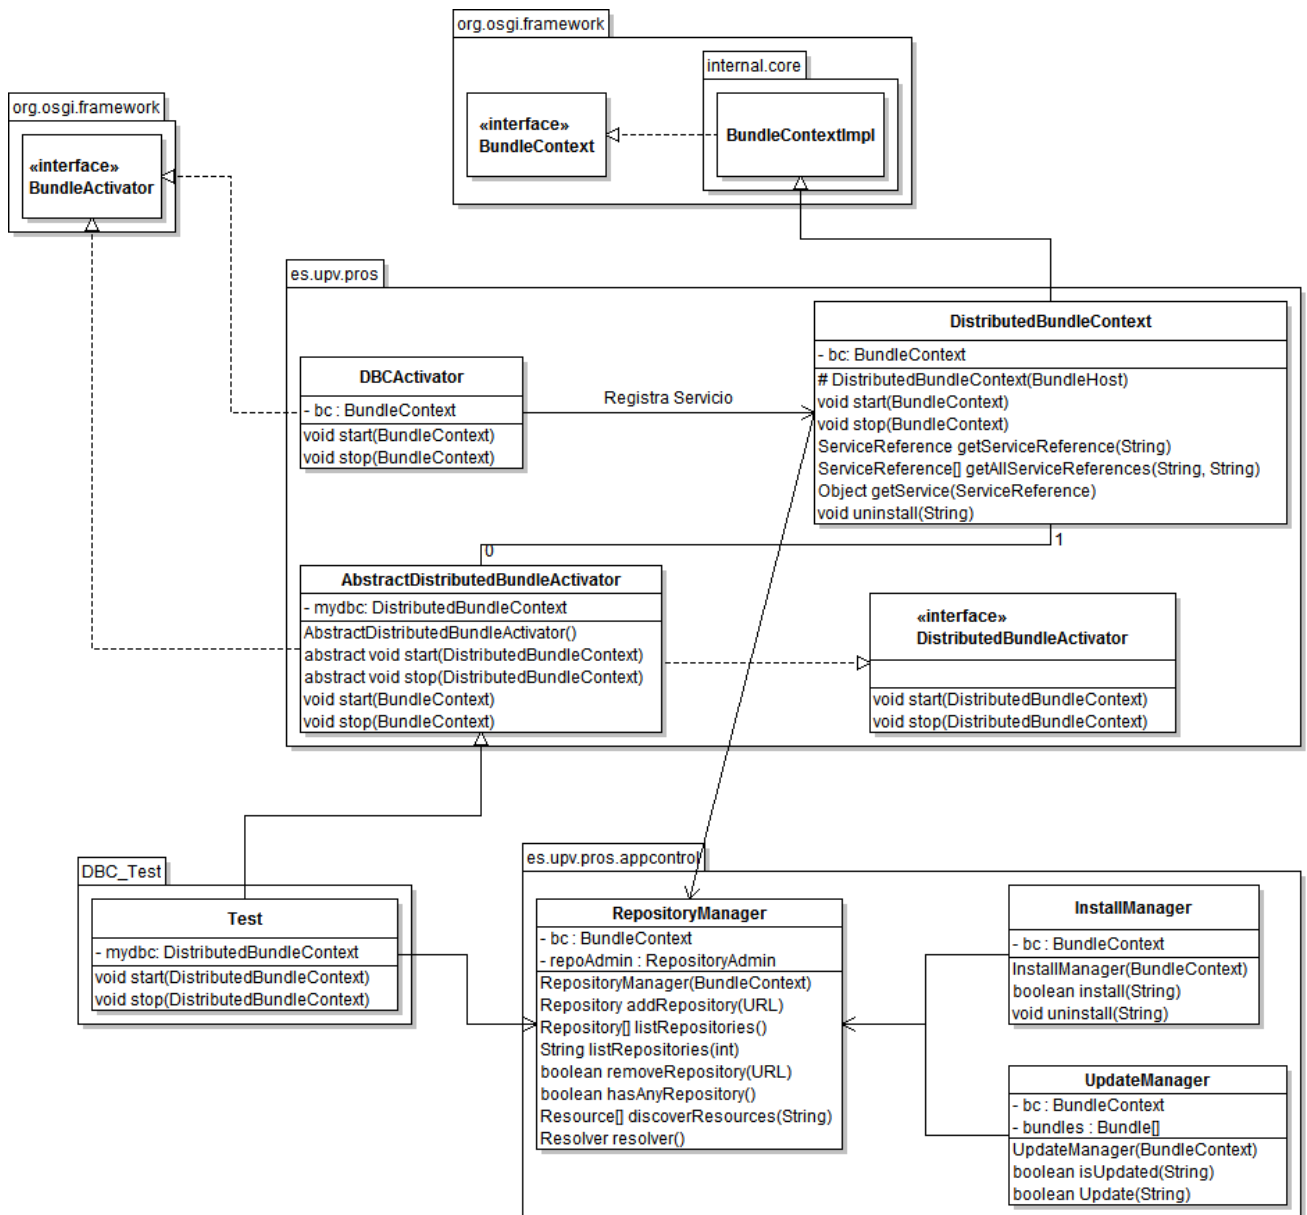 org.osgi.framework
internal.core
«interface»
BundleContext
BundleContextImpl
org.osgi.framework
«interface»
BundleActivator
es.upv.pros
DistributedBundleContext
- bc: BundleContext
# DistributedBundleContext(BundleHost)
void start(BundleContext)
void stop(BundleContext)
ServiceReference getServiceReference(String)
ServiceReference[] getAllServiceReferences(String, String)
Object getService(ServiceReference)
void uninstall(String)
DBCActivator
- bc : BundleContext
void start(BundleContext)
void stop(BundleContext)
Registra Servicio
0
1
AbstractDistributedBundleActivator
- mydbc: DistributedBundleContext
AbstractDistributedBundleActivator()
abstract void start(DistributedBundleContext)
abstract void stop(DistributedBundleContext)
void start(BundleContext)
void stop(BundleContext)
«interface»
DistributedBundleActivator
void start(DistributedBundleContext)
void stop(DistributedBundleContext)
DBC_Test
Test
- mydbc: DistributedBundleContext
void start(DistributedBundleContext)
void stop(DistributedBundleContext)
es.upv.pros.appcontrol
RepositoryManager
- bc : BundleContext
- repoAdmin : RepositoryAdmin
RepositoryManager(BundleContext)
Repository addRepository(URL)
Repository[] listRepositories()
String listRepositories(int)
boolean removeRepository(URL)
boolean hasAnyRepository()
Resource[] discoverResources(String)
Resolver resolver()
InstallManager
- bc : BundleContext
InstallManager(BundleContext)
boolean install(String)
void uninstall(String)
UpdateManager
- bc : BundleContext
- bundles : Bundle[]
UpdateManager(BundleContext)
boolean isUpdated(String)
boolean Update(String)